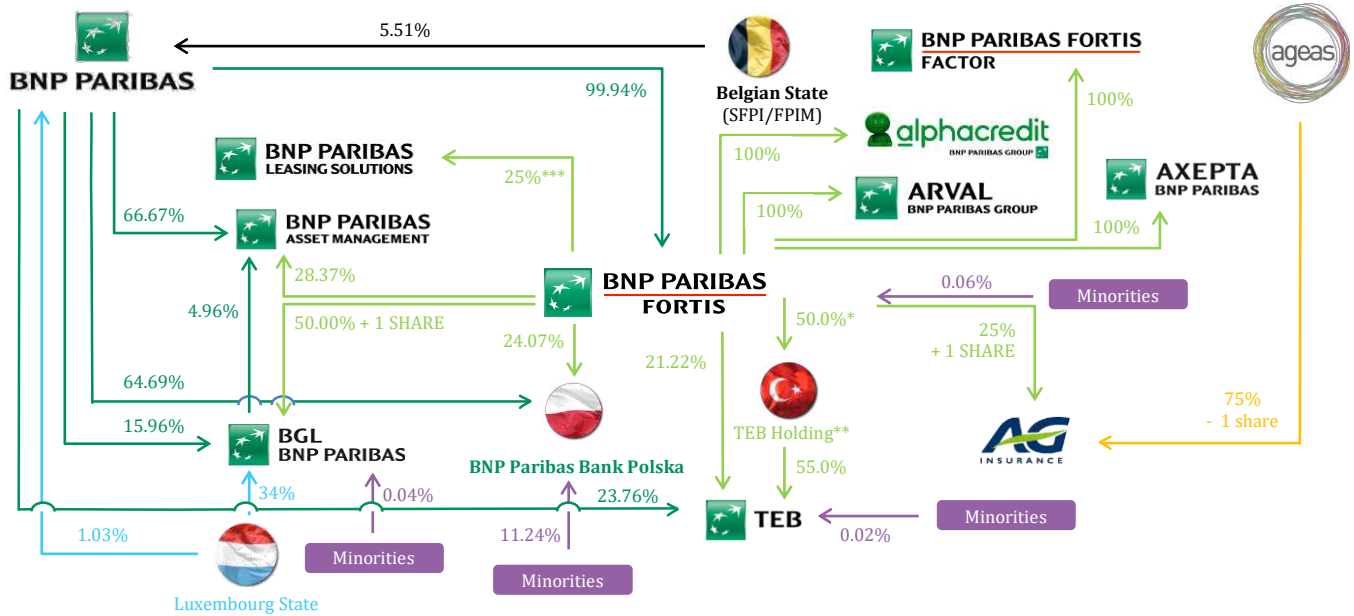 5.51%
BNP PARIBAS
99.94%
Belgian State
(SFPI/FPIM)
BNP PARIBAS FORTIS
FACTOR
ageas
100%
alphacredit
BNP PARIBAS GROUP
100%
BNP PARIBAS
LEASING SOLUTIONS
25%***
ARVAL
BNP PARIBAS GROUP
100%
AXEPTA
BNP PARIBAS
100%
66.67%
BNP PARIBAS
ASSET MANAGEMENT
28.37%
BNP PARIBAS
FORTIS
0.06%
Minorities
4.96%
50.00% + 1 SHARE
24.07%
21.22%
50.0%*
25%
+ 1 SHARE
64.69%
75%
- 1 share
15.96%
BGL
BNP PARIBAS
TEB Holding**
AG
INSURANCE
BNP Paribas Bank Polska
55.0%
34%
0.04%
23.76%
TEB
Minorities
0.02%
1.03%
Minorities
11.24%
Minorities
Luxembourg State